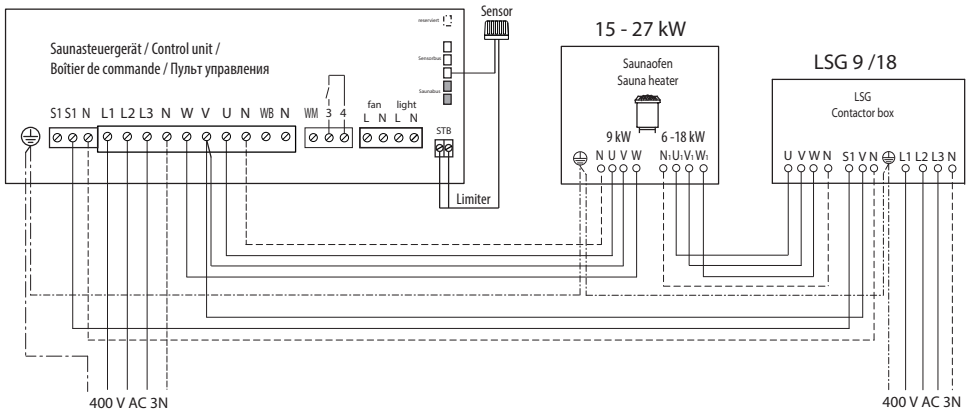 reserviert
Sensor
Sensorbus
Saunabus
Saunasteuergerät / Control unit /
Boîtier de commande / Пульт управления
S1 S1 N L1 L2 L3 N W V U N WB N WM 3 4
fan light
L N L N
STB
Limiter
15 - 27 kW
Saunaofen
Sauna heater
9 kW 6 -18 kW
N U V W N1 U1 V1 W1
LSG 9 /18
LSG
Contactor box
U V W N S1 V N L1 L2 L3 N
400 V AC 3N
400 V AC 3N